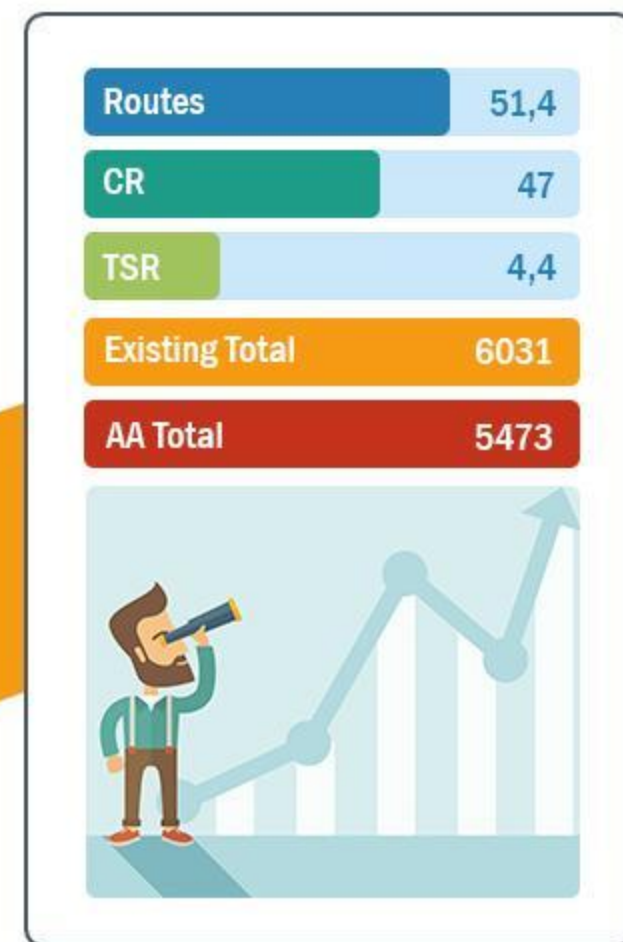 Routes 51,4
CR 47
TSR 4,4
Existing Total 6031
AA Total 5473